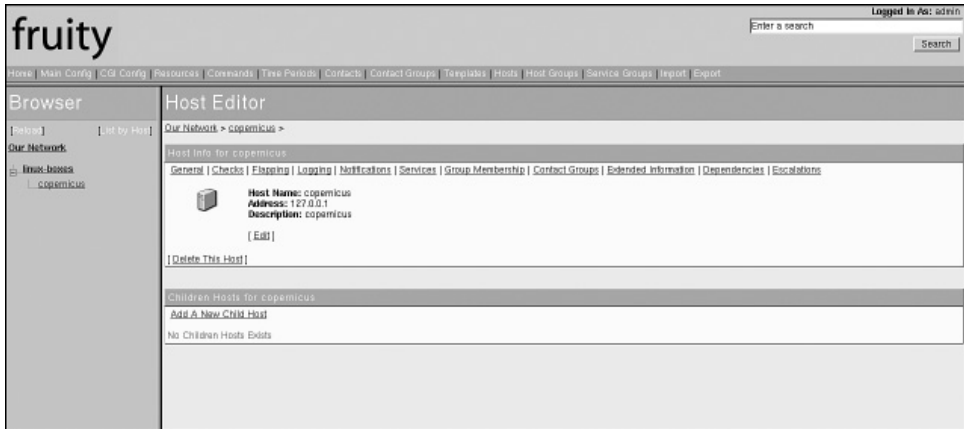 Logged In As: admin
fruity
Enter a search
Search
Home | Main Config | CGI Config | Resources | Commands | Time Periods | Contacts | Contact Groups | Templates | Hosts | Host Groups | Service Groups | Import | Export
Browser
[Reload] [List by Host]
Our Network
linux-boxes
copernicus
Host Editor
Our Network > copernicus >
Host Info for copernicus
General | Checks | Flapping | Logging | Notifications | Services | Group Membership | Contact Groups | Extended Information | Dependencies | Escalations
Host Name: copernicus
Address: 127.0.0.1
Description: copernicus
[ Edit ]
[ Delete This Host ]
Children Hosts for copernicus
Add A New Child Host
No Children Hosts Exists